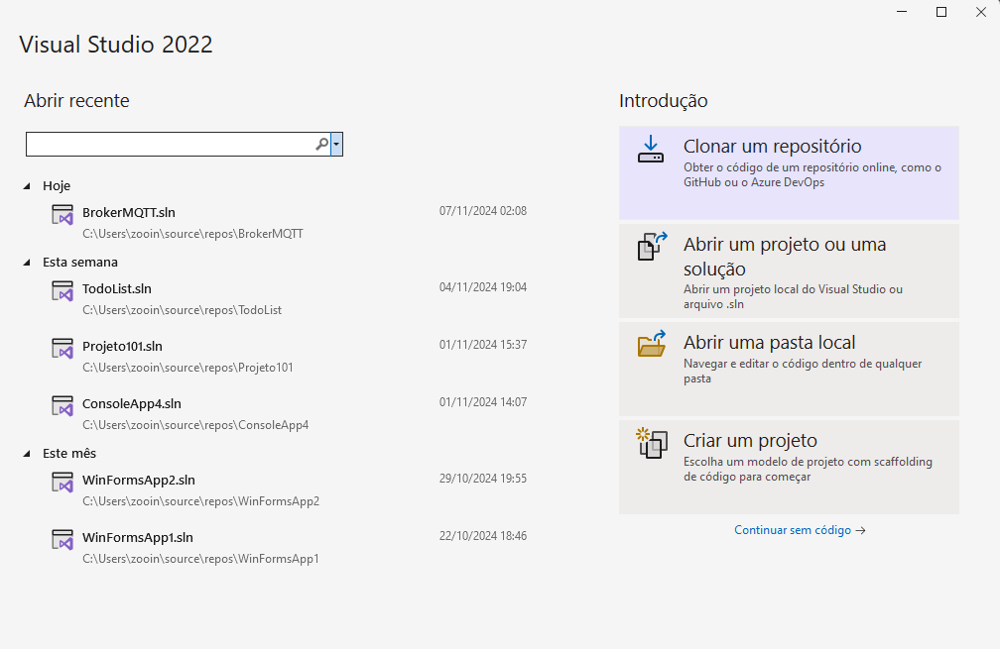 Visual Studio 2022
Abrir recente
Hoje
BrokerMQTT.sln
07/11/2024 02:08
C:\Users\zooin\source\repos\BrokerMQTT
Esta semana
TodoList.sln
04/11/2024 19:04
C:\Users\zooin\source\repos\TodoList
Projeto101.sln
01/11/2024 15:37
C:\Users\zooin\source\repos\Projeto101
ConsoleApp4.sln
01/11/2024 14:07
C:\Users\zooin\source\repos\ConsoleApp4
Este mês
WinFormsApp2.sln
29/10/2024 19:55
C:\Users\zooin\source\repos\WinFormsApp2
WinFormsApp1.sln
22/10/2024 18:46
C:\Users\zooin\source\repos\WinFormsApp1
Introdução
Clonar um repositório
Obter o código de um repositório online, como o
GitHub ou o Azure DevOps
Abrir um projeto ou uma
solução
Abrir um projeto local do Visual Studio ou
arquivo .sln
Abrir uma pasta local
Navegar e editar o código dentro de qualquer
pasta
Criar um projeto
Escolha um modelo de projeto com scaffolding
de código para começar
Continuar sem código →